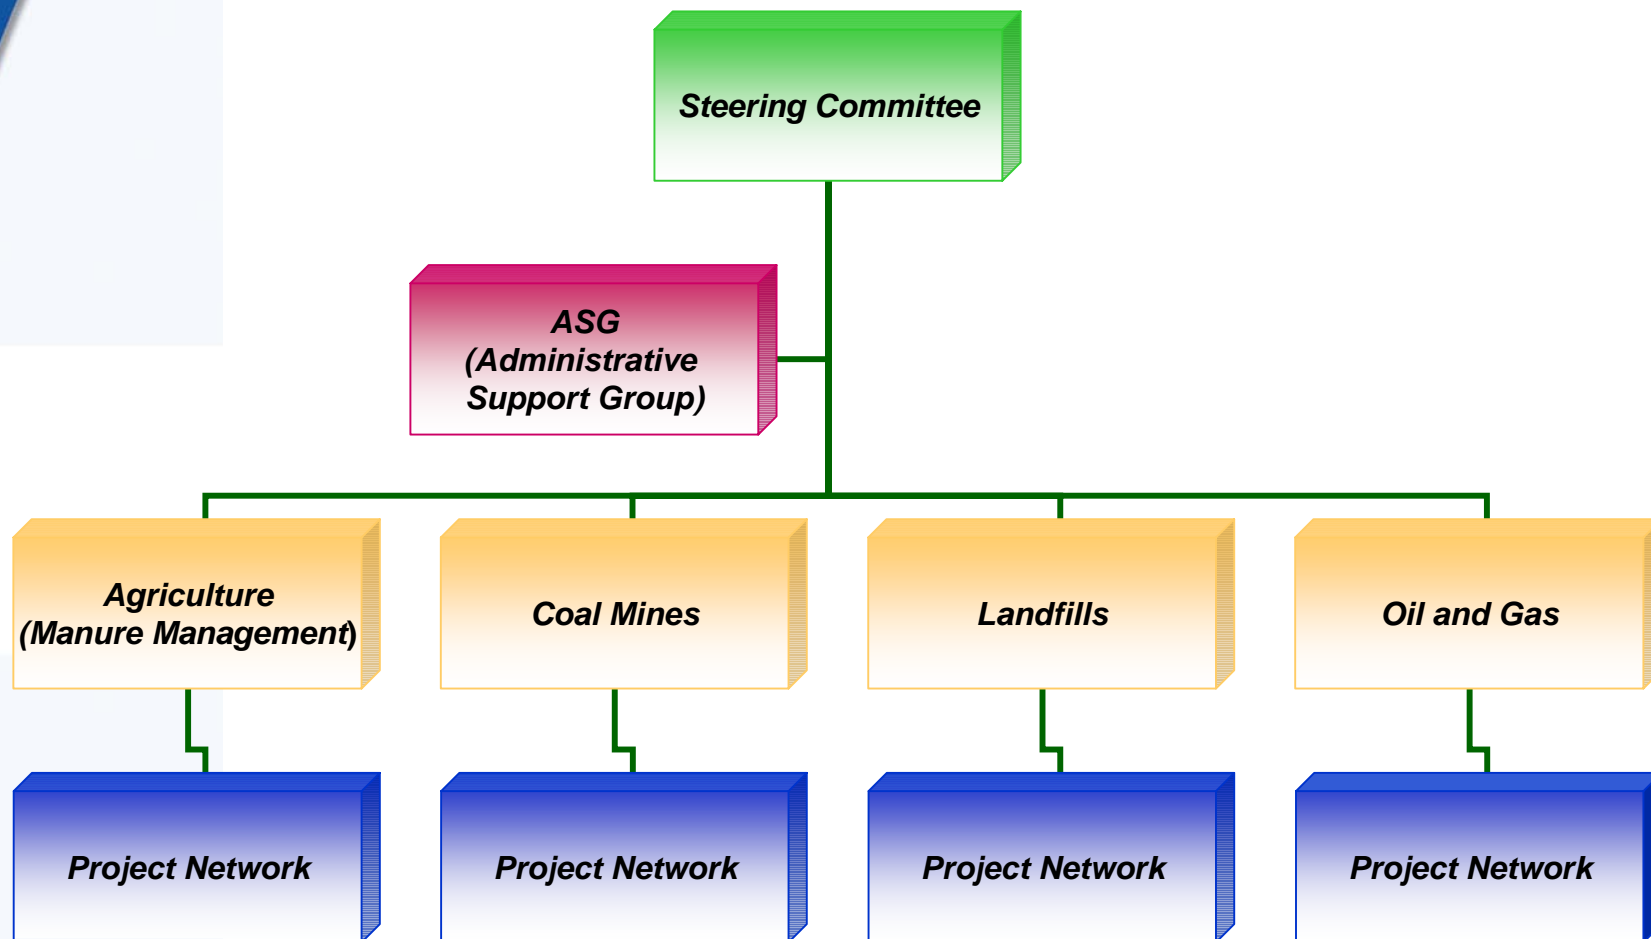 Steering Committee
ASG
(Administrative
Support Group)
Agriculture
(Manure Management)
Coal Mines
Landfills
Oil and Gas
Project Network
Project Network
Project Network
Project Network